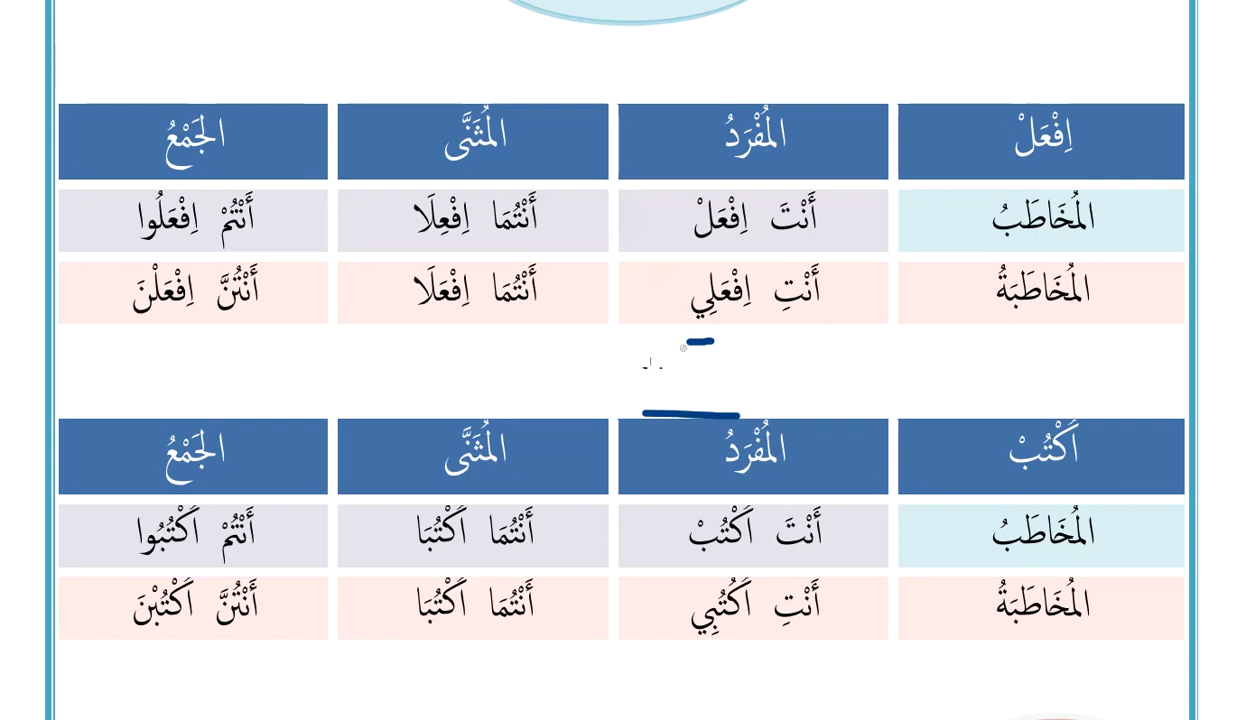 اِفْعَلْ المُفْرَدُ المُثَنَّى الجَمْعُ
المُخَاطَبُ أَنْتَ اِفْعَلْ أَنْتُمَا اِفْعِلَا أَنْتُمْ اِفْعَلُوا
المُخَاطَبَةُ أَنْتِ اِفْعَلِي أَنْتُمَا اِفْعَلَا أَنْتُنَّ اِفْعَلْنَ
اَكْتُبْ المُفْرَدُ المُثَنَّى الجَمْعُ
المُخَاطَبُ أَنْتَ اَكْتُبْ أَنْتُمَا اَكْتُبَا أَنْتُمْ اَكْتُبُوا
المُخَاطَبَةُ أَنْتِ اَكْتُبِي أَنْتُمَا اَكْتُبَا أَنْتُنَّ اَكْتُبْنَ